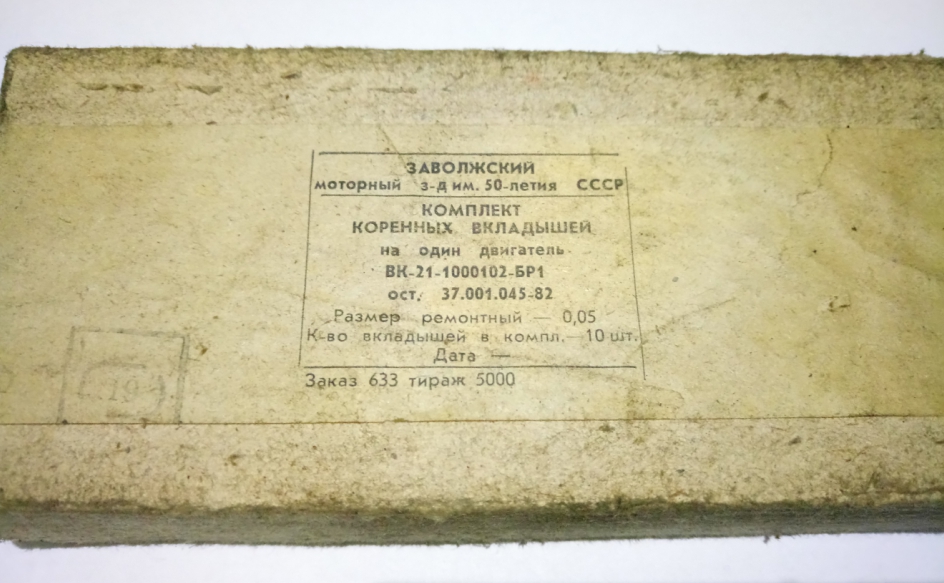 ЗАВОЛЖСКИЙ
моторный з-д им. 50-летия СССР
КОМПЛЕКТ
КОРЕННЫХ ВКЛАДЫШЕЙ
на один двигатель
ВК-21-1000102-БР1
ост. 37.001.045-82
Размер ремонтный — 0,05
К-во вкладышей в компл.— 10 шт.
Дата —
Заказ 633 тираж 5000
19